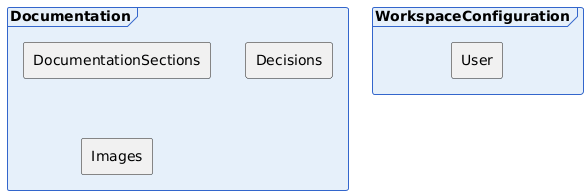 Documentation
DocumentationSections
Decisions
Images
WorkspaceConfiguration
User